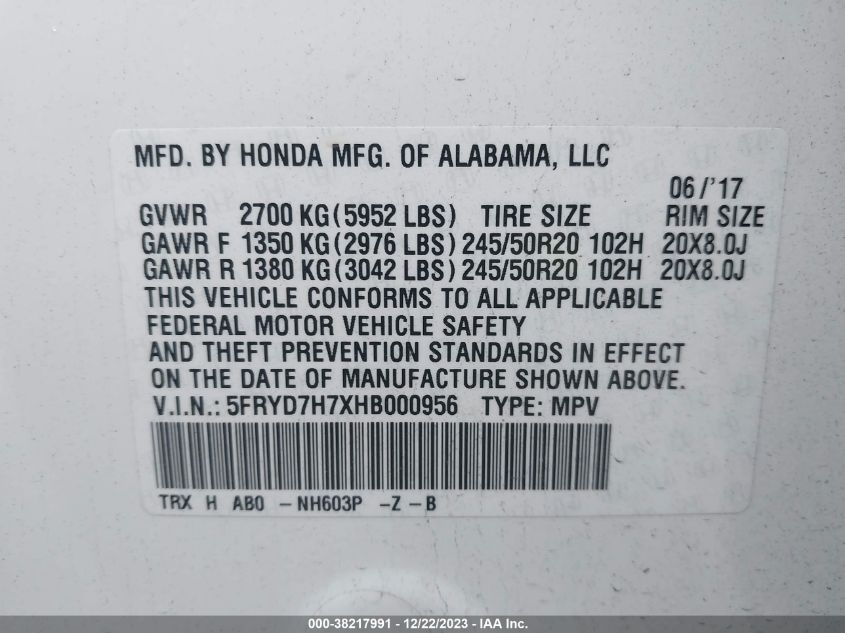 MFD. BY HONDA MFG. OF ALABAMA, LLC
06/'17
GVWR 2700 KG (5952 LBS) TIRE SIZE RIM SIZE
GAWR F 1350 KG (2976 LBS) 245/50R20 102H 20X8.0J
GAWR R 1380 KG (3042 LBS) 245/50R20 102H 20X8.0J
THIS VEHICLE CONFORMS TO ALL APPLICABLE
FEDERAL MOTOR VEHICLE SAFETY
AND THEFT PREVENTION STANDARDS IN EFFECT
ON THE DATE OF MANUFACTURE SHOWN ABOVE.
V.I.N.: 5FRYD7H7XHB000956 TYPE: MPV
TRX H AB0 - NH603P -Z - B
000-38217991 - 12/22/2023 - IAA Inc.